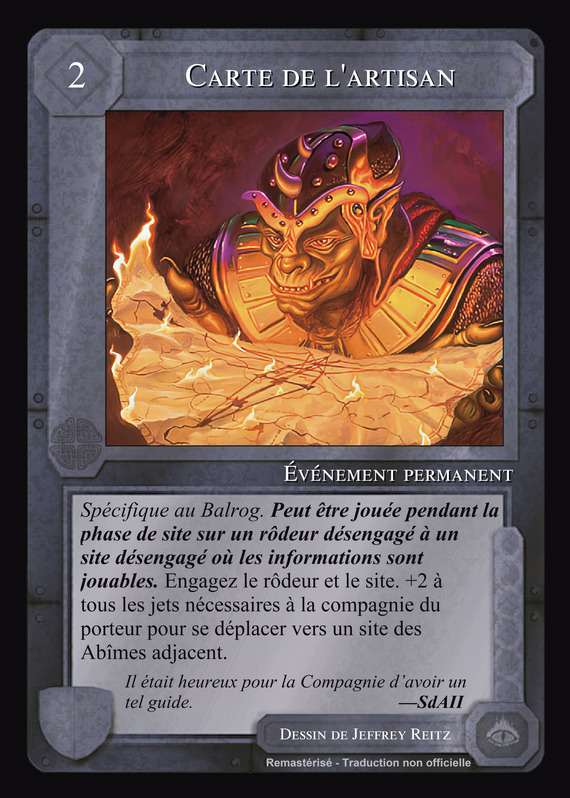 2
CARTE DE L'ARTISAN
ÉVÉNEMENT PERMANENT
Spécifique au Balrog. Peut être jouée pendant la
phase de site sur un rôdeur désengagé à un
site désengagé où les informations sont
jouables. Engagez le rôdeur et le site. +2 à
tous les jets nécessaires à la compagnie du
porteur pour se déplacer vers un site des
Abîmes adjacent.
Il était heureux pour la Compagnie d’avoir un
tel guide. —SdAII
DESSIN DE JEFFREY REITZ
Remastérisé - Traduction non officielle